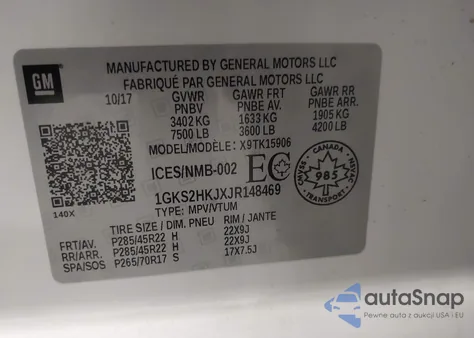 GM
MANUFACTURED BY GENERAL MOTORS LLC
FABRIQUÉ PAR GENERAL MOTORS LLC
10/17 GVWR GAWR FRT GAWR RR
PNBV PNBE AV. PNBE ARR.
3402 KG 1633 KG 1905 KG
7500 LB 3600 LB 4200 LB
MODEL/MODÈLE: X9TK15906
ICES/NMB-002 EC
CANADA
CMVSS NSVAC
985
TRANSPORT
1GKS2HKJXJR148469
140X TYPE: MPV/VTUM
TIRE SIZE / DIM. PNEU RIM / JANTE
FRT/AV. P285/45R22 H 22X9J
RR/ARR. P285/45R22 H 22X9J
SPA/SOS P265/70R17 S 17X7.5J
autoSnap
Pewne auta z aukcji USA i EU